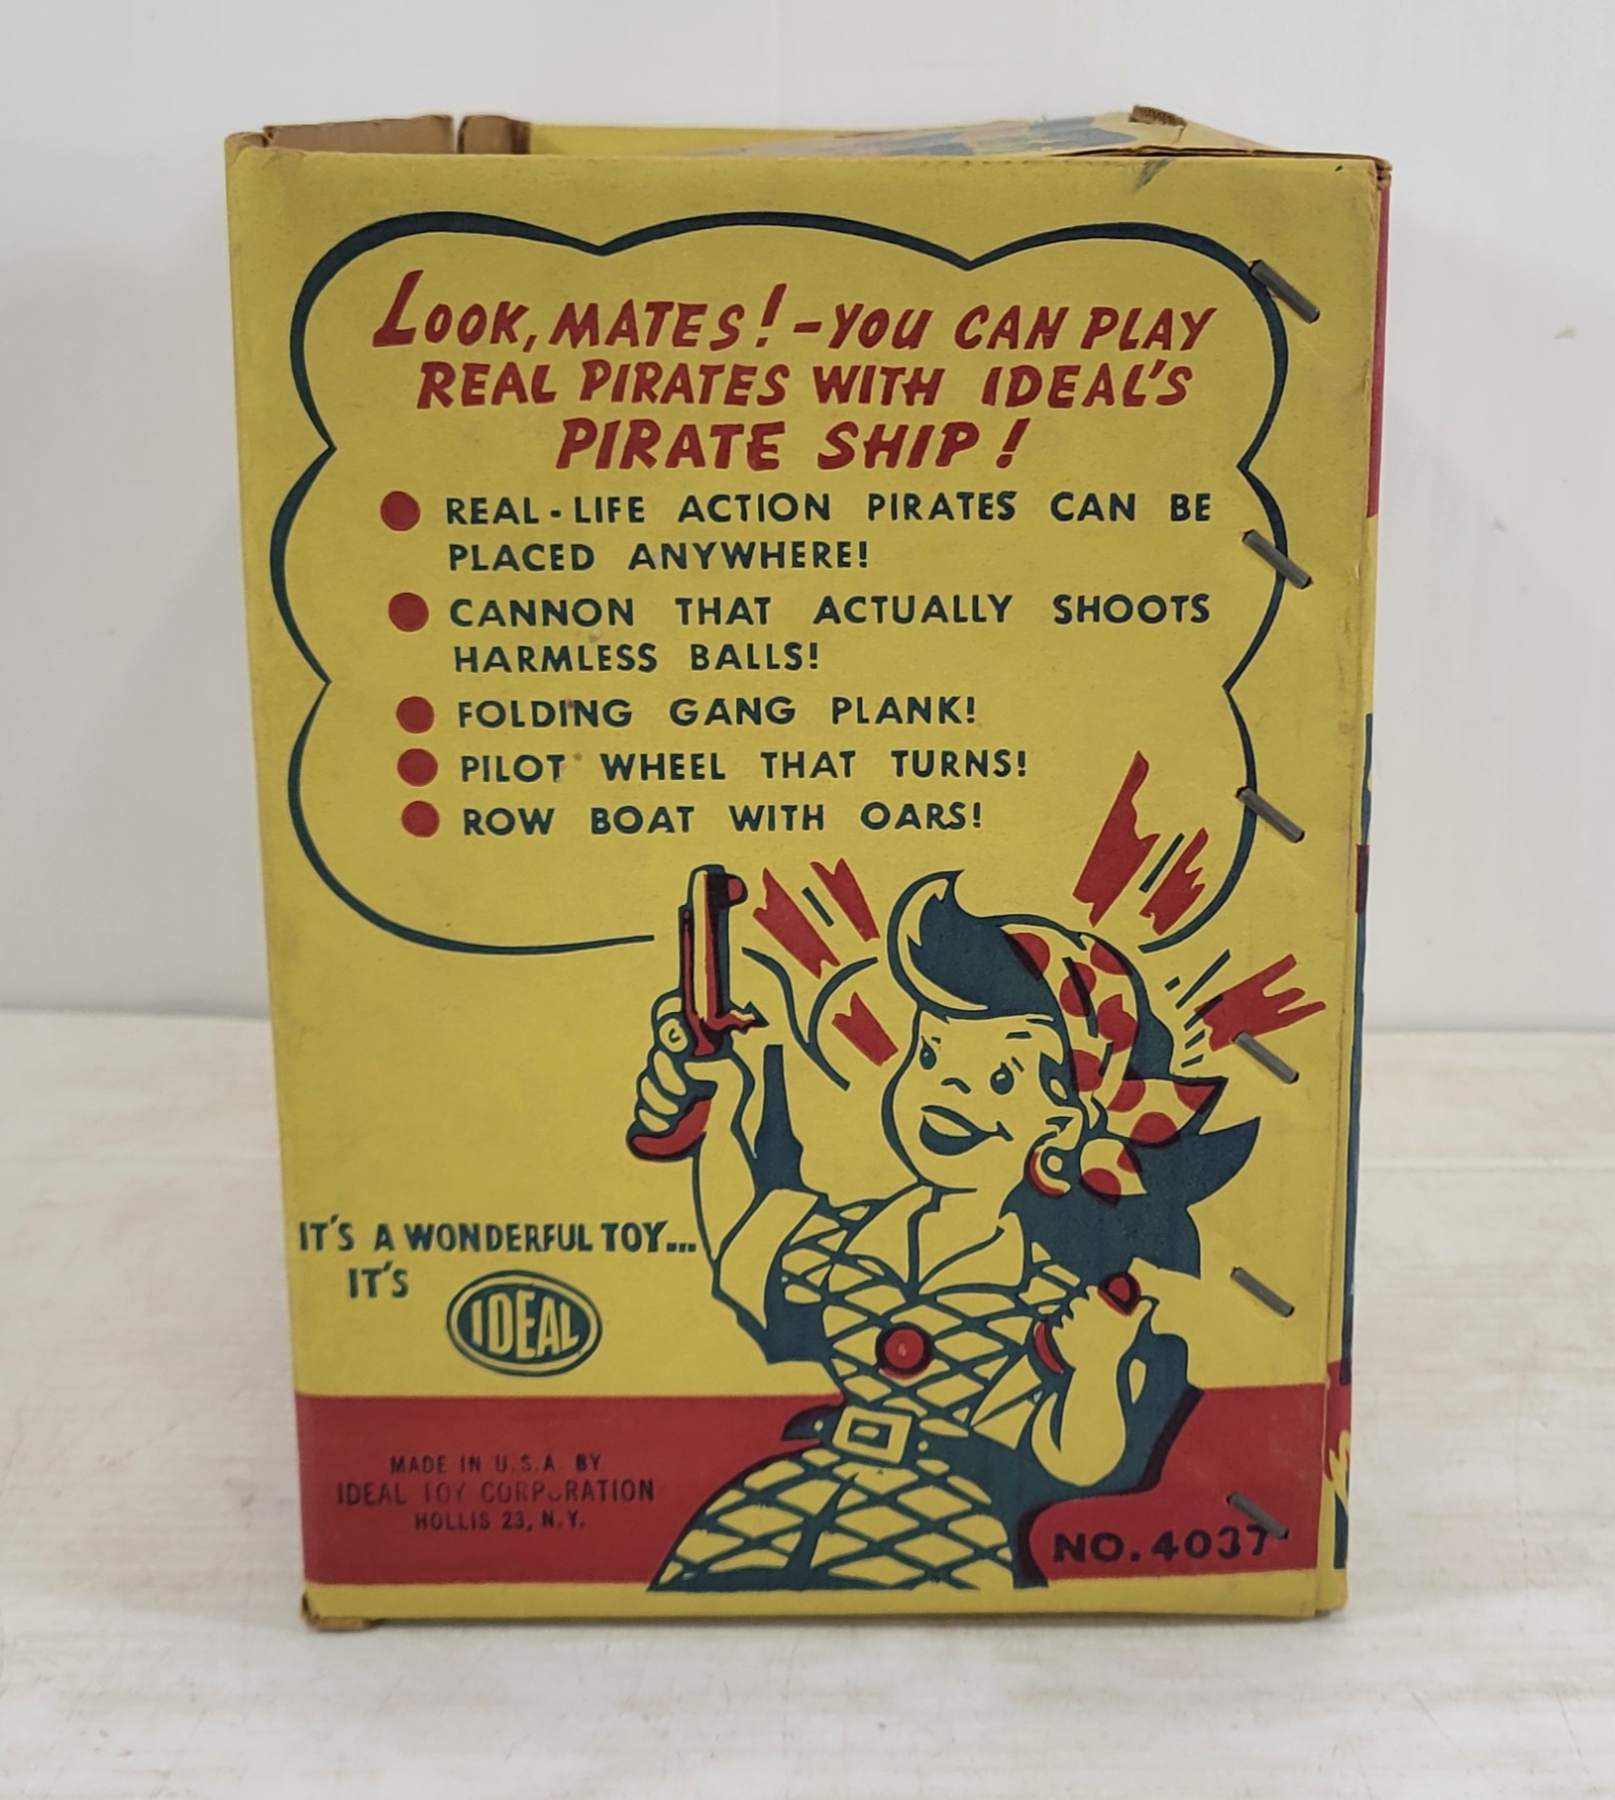 LOOK, MATES! - YOU CAN PLAY
REAL PIRATES WITH IDEAL'S
PIRATE SHIP!
● REAL-LIFE ACTION PIRATES CAN BE
PLACED ANYWHERE!
● CANNON THAT ACTUALLY SHOOTS
HARMLESS BALLS!
● FOLDING GANG PLANK!
● PILOT WHEEL THAT TURNS!
● ROW BOAT WITH OARS!
IT'S A WONDERFUL TOY...
IT'S
IDEAL
MADE IN U.S.A. BY
IDEAL TOY CORPORATION
HOLLIS 23, N.Y.
NO. 4037